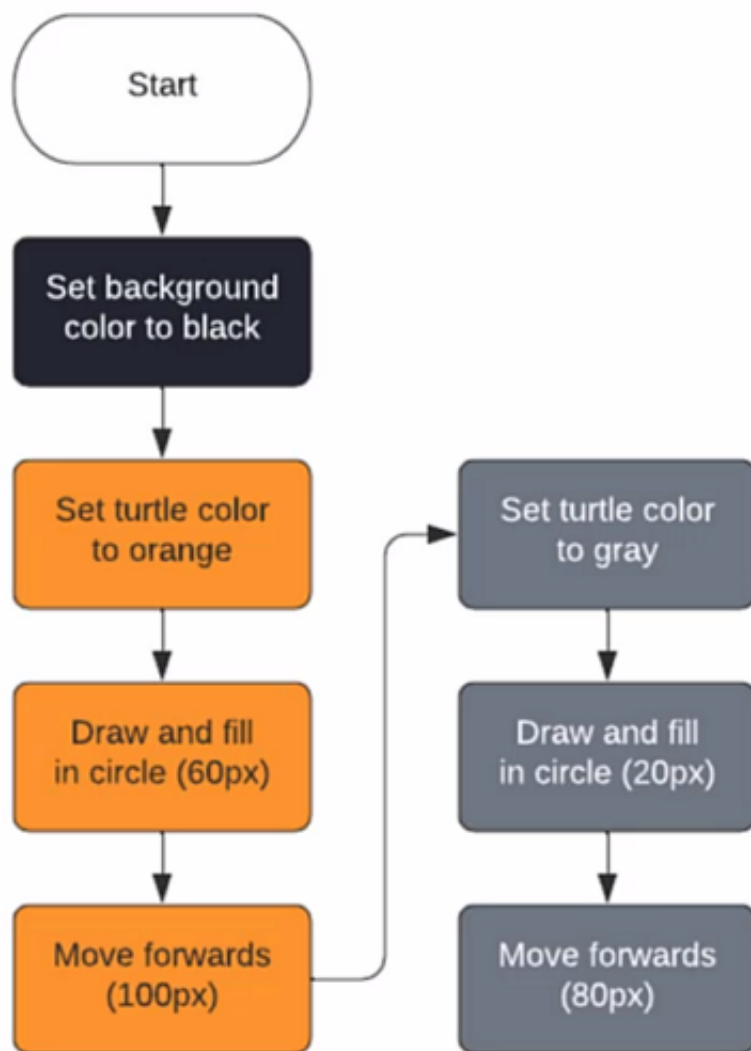 Start
Set background
color to black
Set turtle color
to orange
Draw and fill
in circle (60px)
Move forwards
(100px)
Set turtle color
to gray
Draw and fill
in circle (20px)
Move forwards
(80px)